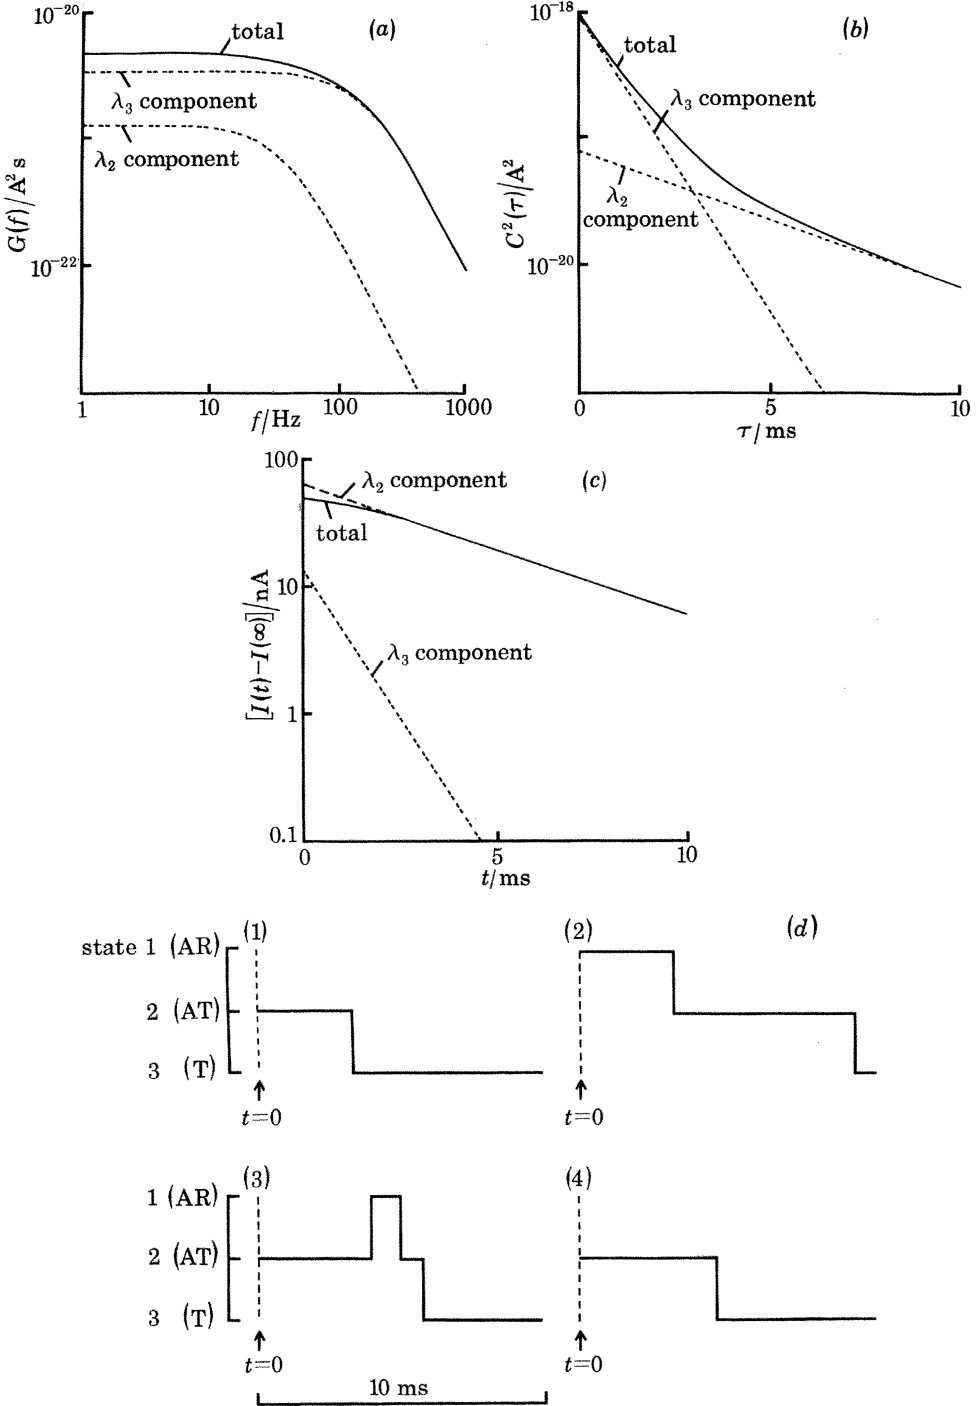 (a)
10⁻²⁰
total
λ₃ component
λ₂ component
G(f)/A² s
10⁻²²
1 10 100 1000
f/Hz
(b)
10⁻¹⁸
total
λ₃ component
λ₂
component
C²(τ)/A²
10⁻²⁰
0 5 10
τ/ms
(c)
100
λ₂ component
total
10
[I(t)−I(∞)]/nA
λ₃ component
1
0.1
0 5 10
t/ms
(d)
(1) (2)
state 1 (AR)
2 (AT)
3 (T)
t=0 t=0
(3) (4)
1 (AR)
2 (AT)
3 (T)
t=0 t=0
10 ms